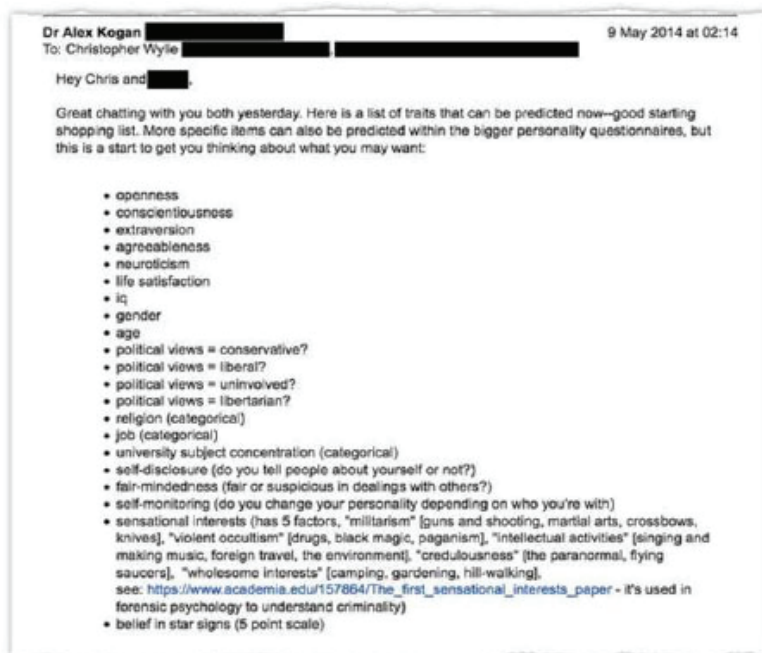 Dr Alex Kogan
9 May 2014 at 02:14
To: Christopher Wylie
Hey Chris and
Great chatting with you both yesterday. Here is a list of traits that can be predicted now--good starting
shopping list. More specific items can also be predicted within the bigger personality questionnaires, but
this is a start to get you thinking about what you may want:
• openness
• conscientiousness
• extraversion
• agreeableness
• neuroticism
• life satisfaction
• iq
• gender
• age
• political views = conservative?
• political views = liberal?
• political views = uninvolved?
• political views = libertarian?
• religion (categorical)
• job (categorical)
• university subject concentration (categorical)
• self-disclosure (do you tell people about yourself or not?)
• fair-mindedness (fair or suspicious in dealings with others?)
• self-monitoring (do you change your personality depending on who you're with)
• sensational interests (has 5 factors, "militarism" [guns and shooting, martial arts, crossbows,
knives], "violent occultism" [drugs, black magic, paganism], "intellectual activities" [singing and
making music, foreign travel, the environment], "credulousness" [the paranormal, flying
saucers], "wholesome interests" [camping, gardening, hill-walking],
see: https://www.academia.edu/157864/The_first_sensational_interests_paper - it's used in
forensic psychology to understand criminality)
• belief in star signs (5 point scale)